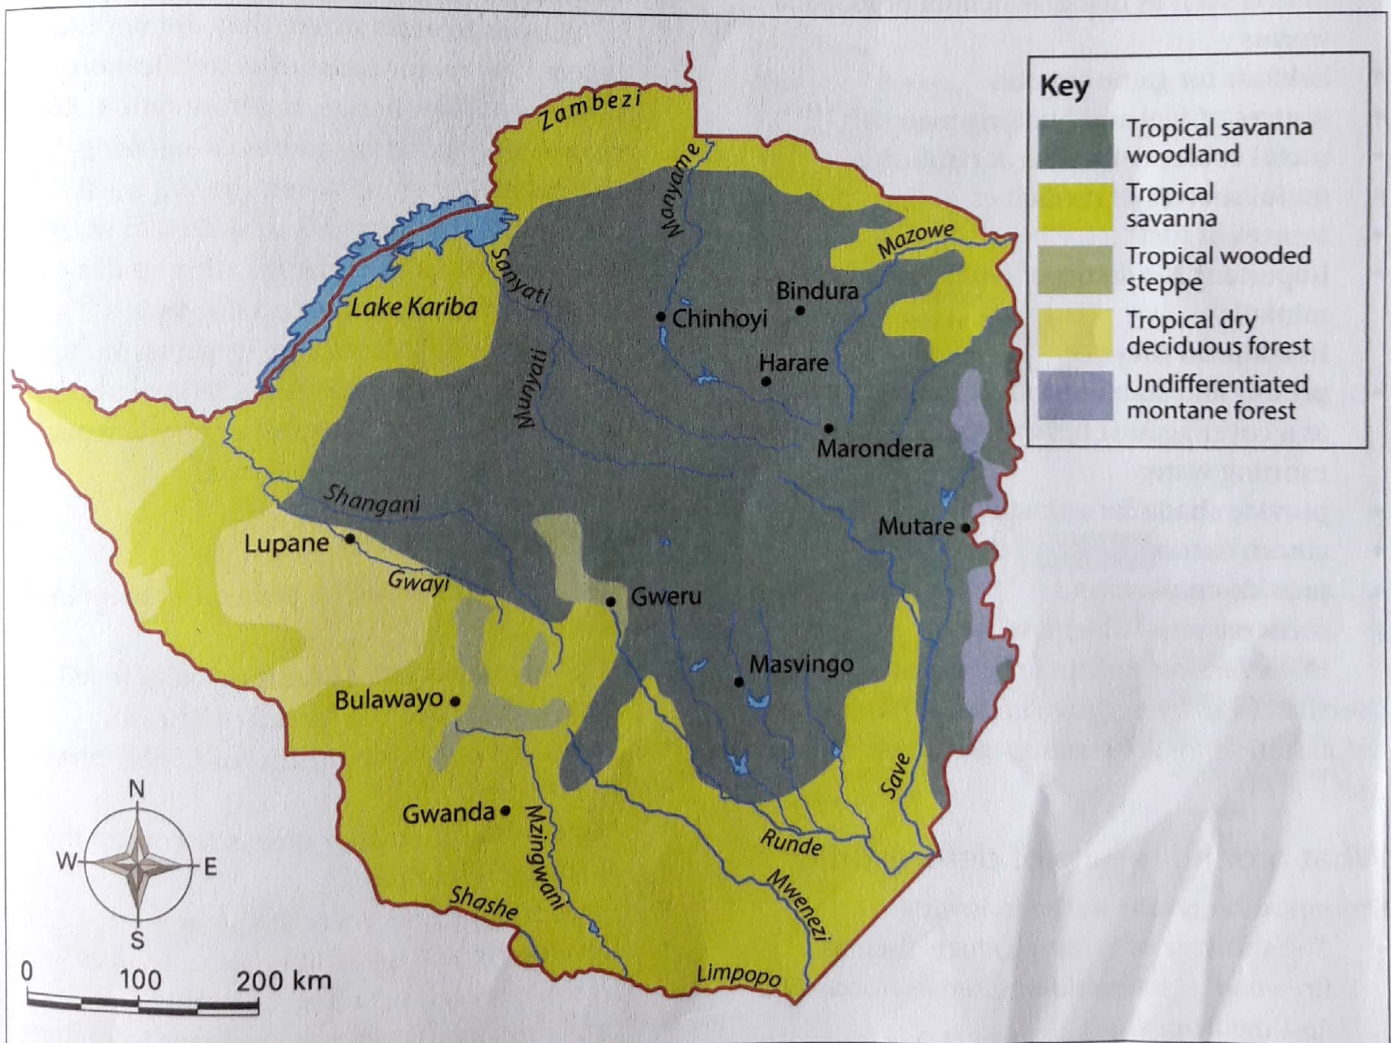 Zambezi
Manyame
Mazowe
Sanyati
Lake Kariba
Bindura
Chinhoyi
Harare
Munyati
Marondera
Shangani
Mutare
Lupane
Gwayi
Gweru
Masvingo
Bulawayo
Save
Gwanda
Mzingwani
Runde
Mwenezi
Shashe
Limpopo
Key
Tropical savanna
woodland
Tropical
savanna
Tropical wooded
steppe
Tropical dry
deciduous forest
Undifferentiated
montane forest
N
W
E
S
0 100 200 km